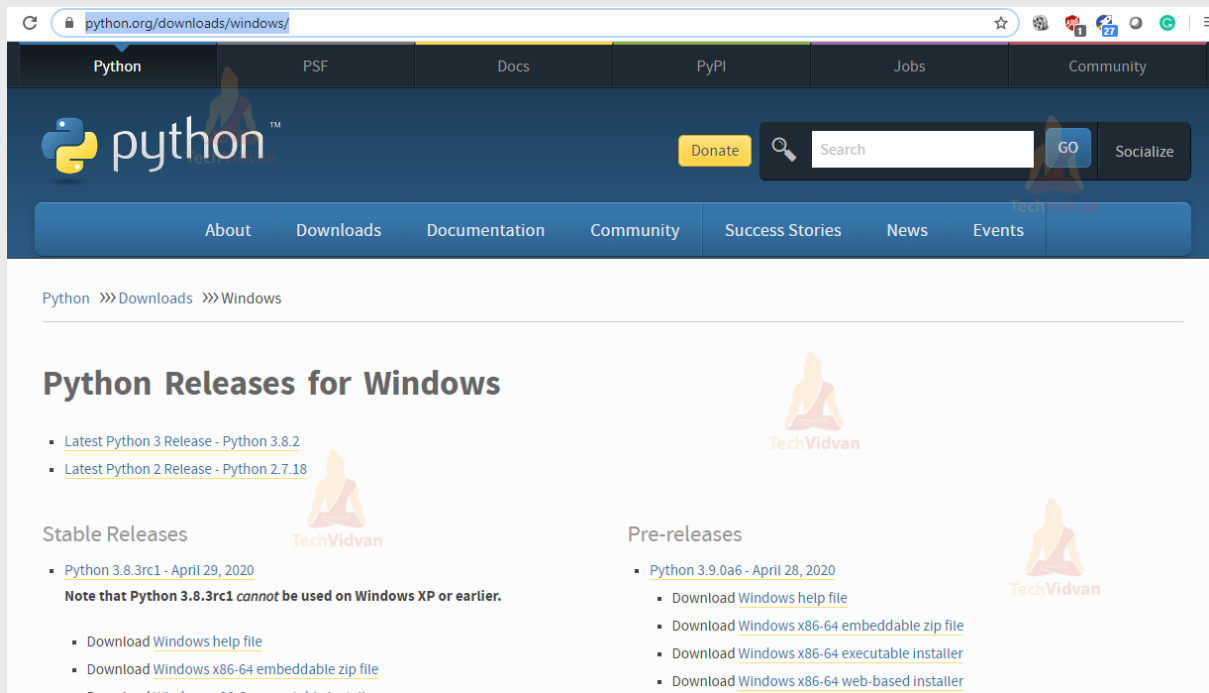 python.org/downloads/windows/
1
27
Python
PSF
Docs
PyPI
Jobs
Community
python™
Donate
Search
GO
Socialize
TechVidvan
TechVidvan
About
Downloads
Documentation
Community
Success Stories
News
Events
Python >>> Downloads >>> Windows
Python Releases for Windows
Latest Python 3 Release - Python 3.8.2
Latest Python 2 Release - Python 2.7.18
TechVidvan
Stable Releases
Python 3.8.3rc1 - April 29, 2020
Note that Python 3.8.3rc1 cannot be used on Windows XP or earlier.
Download Windows help file
Download Windows x86-64 embeddable zip file
TechVidvan
Pre-releases
Python 3.9.0a6 - April 28, 2020
Download Windows help file
Download Windows x86-64 embeddable zip file
Download Windows x86-64 executable installer
Download Windows x86-64 web-based installer
TechVidvan